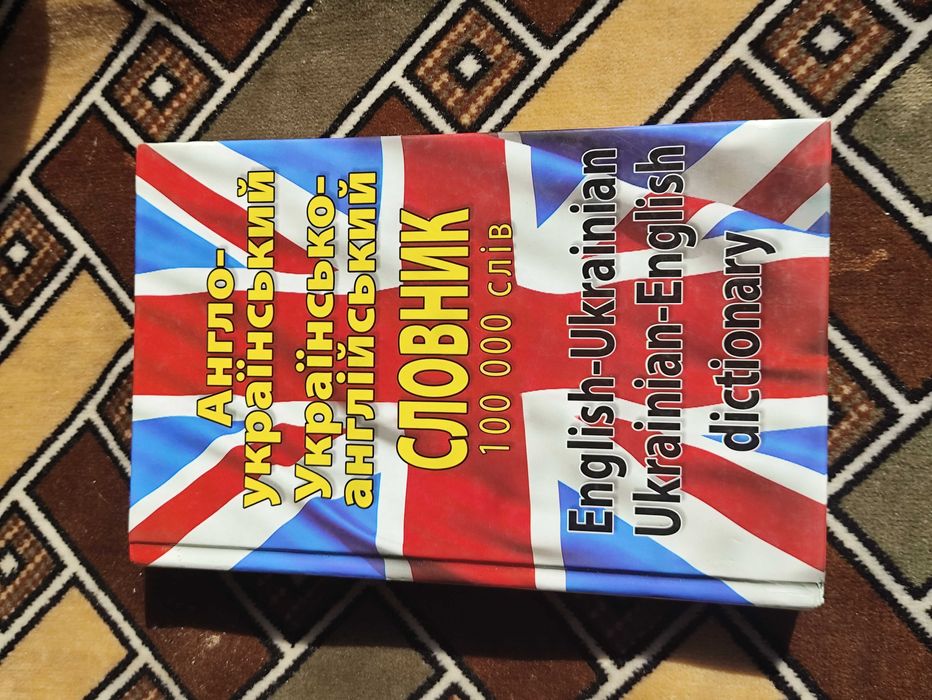 Англо-
український
Українсько-
англійський
СЛОВНИК
100 000 слів
English-Ukrainian
Ukrainian-English
dictionary